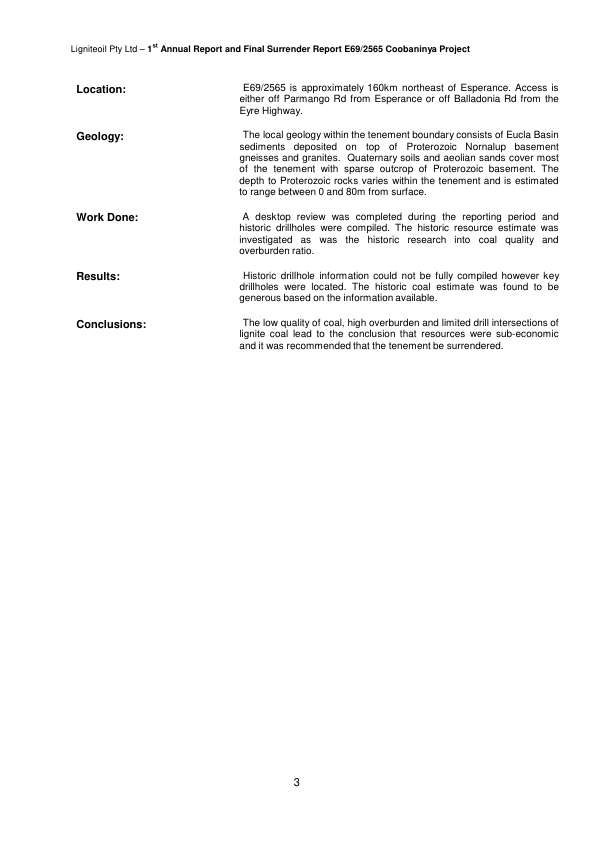 Ligniteoil Pty Ltd – 1st Annual Report and Final Surrender Report E69/2565 Coobaninya Project
Location:
E69/2565 is approximately 160km northeast of Esperance. Access is
either off Parmango Rd from Esperance or off Balladonia Rd from the
Eyre Highway.
Geology:
The local geology within the tenement boundary consists of Eucla Basin
sediments deposited on top of Proterozoic Nornalup basement
gneisses and granites. Quaternary soils and aeolian sands cover most
of the tenement with sparse outcrop of Proterozoic basement. The
depth to Proterozoic rocks varies within the tenement and is estimated
to range between 0 and 80m from surface.
Work Done:
A desktop review was completed during the reporting period and
historic drillholes were compiled. The historic resource estimate was
investigated as was the historic research into coal quality and
overburden ratio.
Results:
Historic drillhole information could not be fully compiled however key
drillholes were located. The historic coal estimate was found to be
generous based on the information available.
Conclusions:
The low quality of coal, high overburden and limited drill intersections of
lignite coal lead to the conclusion that resources were sub-economic
and it was recommended that the tenement be surrendered.
3